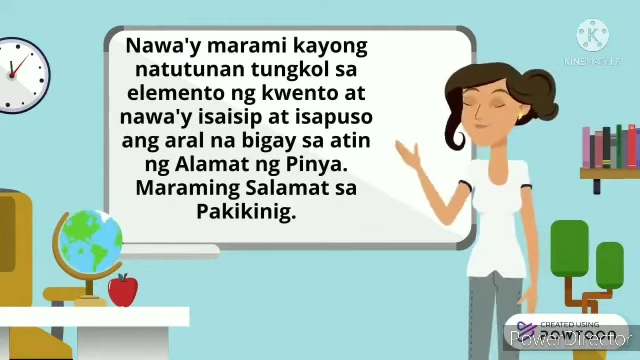 Nawa'y marami kayong
natutunan tungkol sa
elemento ng kwento at
nawa'y isaisip at isapuso
ang aral na bigay sa atin
ng Alamat ng Pinya.
Maraming Salamat sa
Pakikinig.
K
KINEMASTER
CREATED USING
POWTOON
PowerDirector